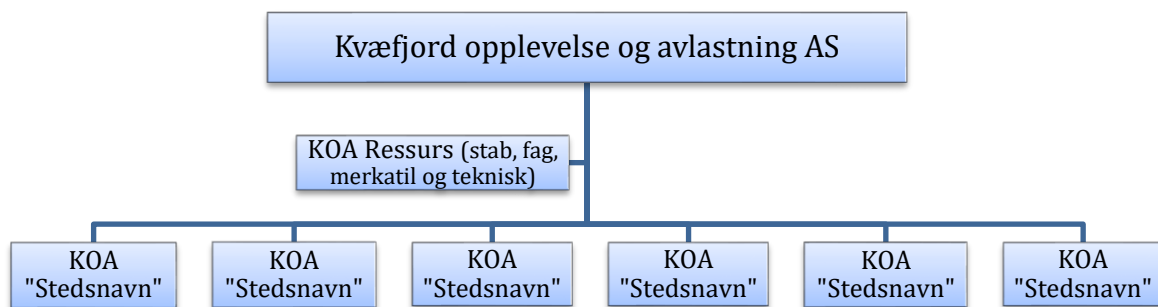 Kvæfjord opplevelse og avlastning AS
KOA Ressurs (stab, fag,
merkatil og teknisk)
KOA
"Stedsnavn"
KOA
"Stedsnavn"
KOA
"Stedsnavn"
KOA
"Stedsnavn"
KOA
"Stedsnavn"
KOA
"Stedsnavn"